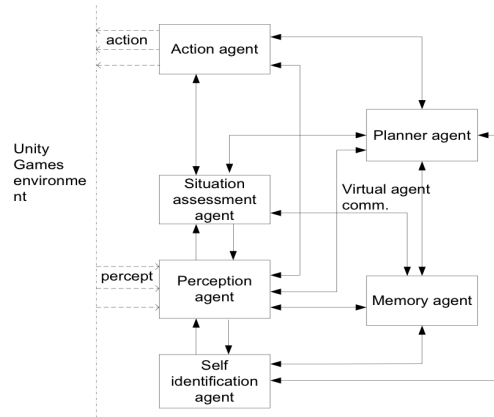 action
Action agent
Planner agent
Unity
Games
environme
nt
Situation
assessment
agent
Virtual agent
comm.
percept
Perception
agent
Memory agent
Self
identification
agent